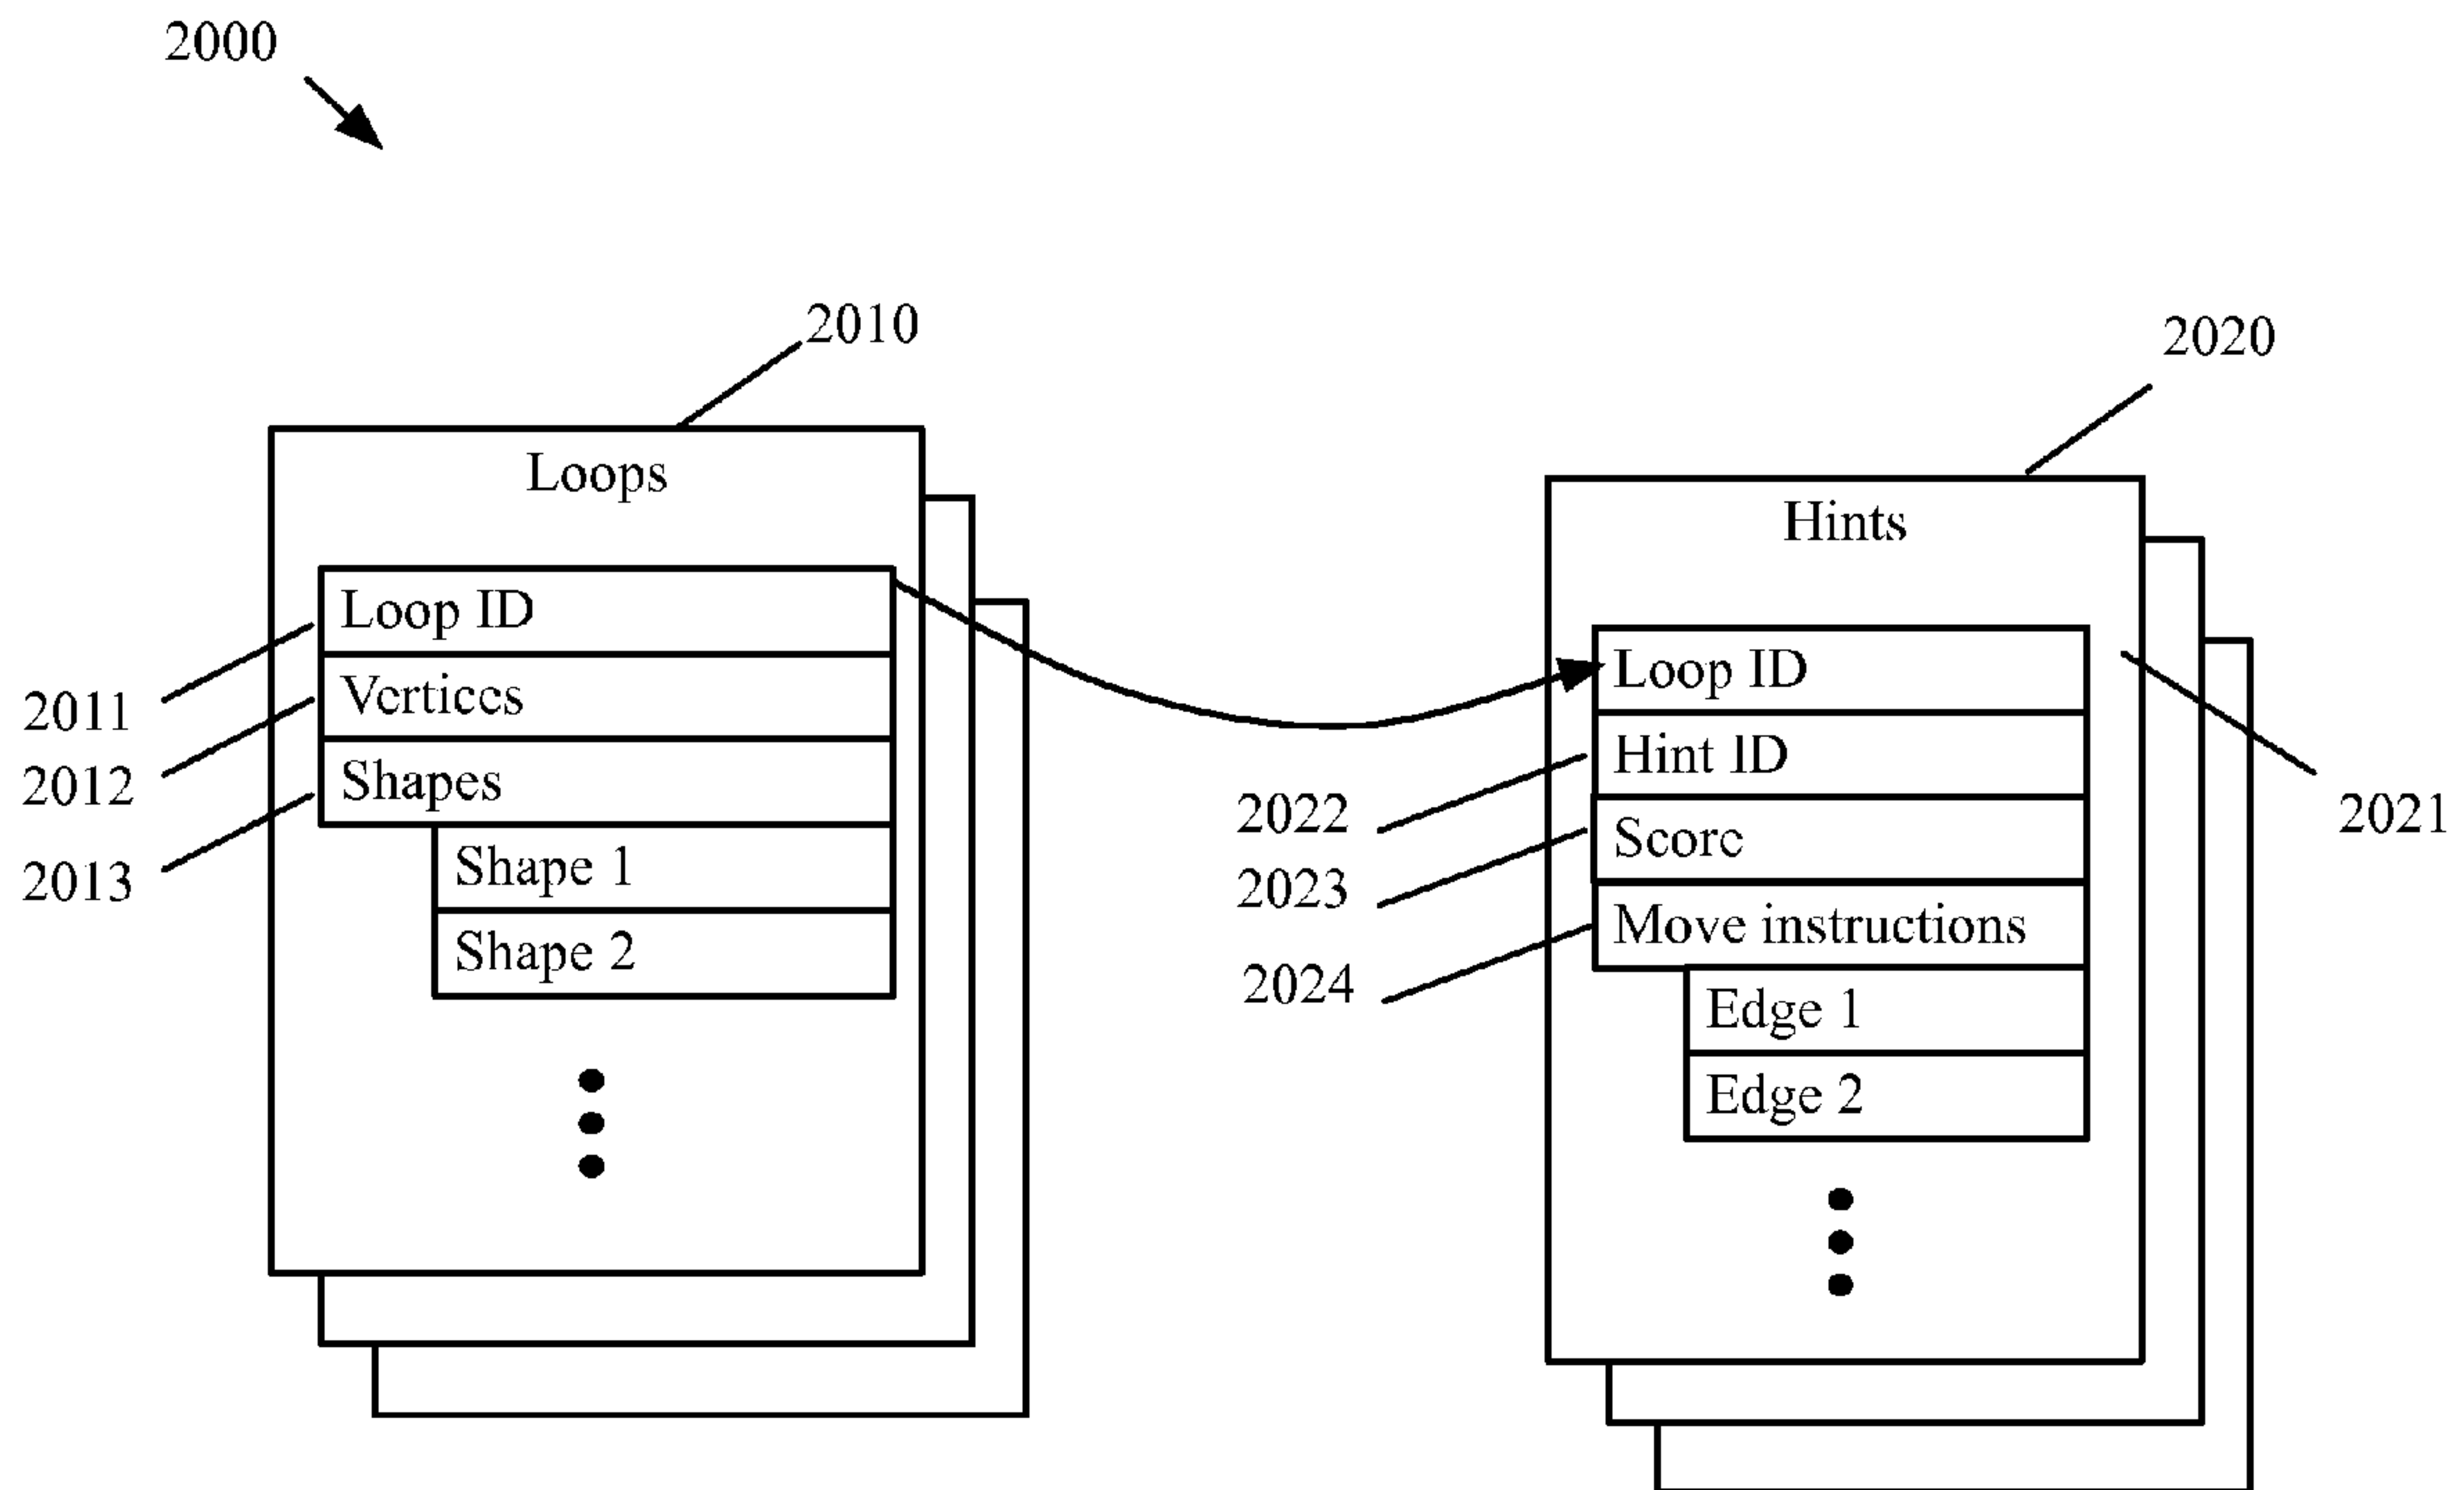 2000
2010
2020
Loops
Hints
Loop ID
Vertices
Shapes
Shape 1
Shape 2
2011
2012
2013
Loop ID
Hint ID
Score
Move instructions
Edge 1
Edge 2
2022
2023
2024
2021